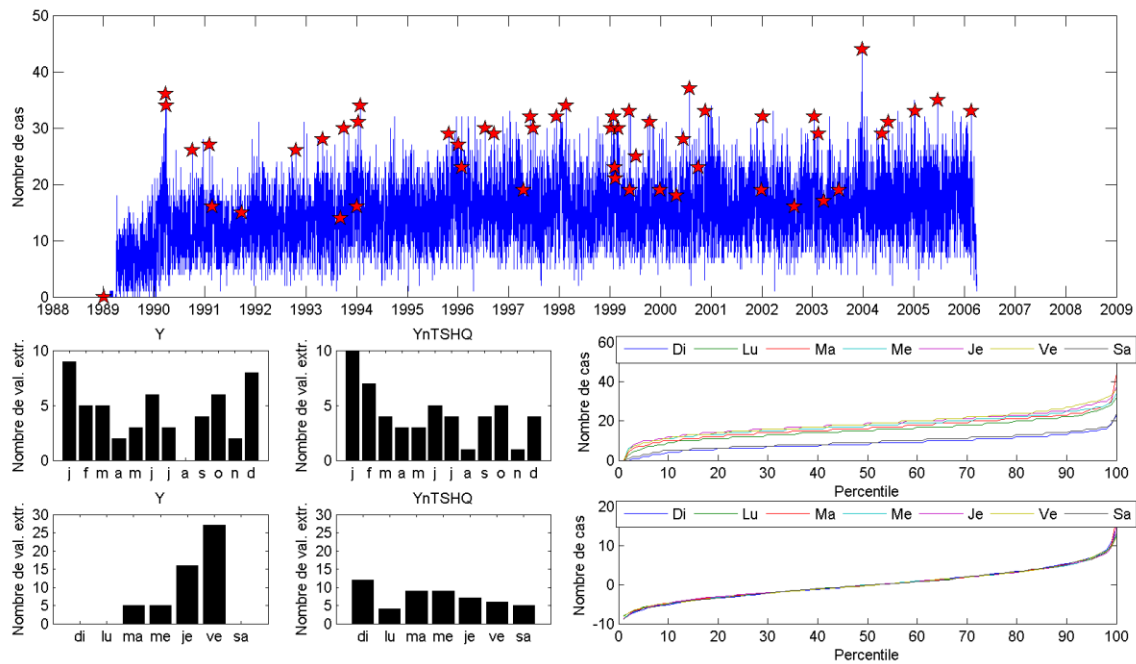 50
40
30
20
10
0
Nombre de cas
1988 1989 1990 1991 1992 1993 1994 1995 1996 1997 1998 1999 2000 2001 2002 2003 2004 2005 2006 2007 2008 2009
Y
10
5
0
Nombre de val. extr.
j f m a m j j a s o n d
YnTSHQ
10
5
0
Nombre de val. extr.
j f m a m j j a s o n d
60
40
20
0
Nombre de cas
Di Lu Ma Me Je Ve Sa
1 10 20 30 40 50 60 70 80 90 100
Percentile
Y
30
25
20
15
10
5
0
Nombre de val. extr.
di lu ma me je ve sa
YnTSHQ
30
25
20
15
10
5
0
Nombre de val. extr.
di lu ma me je ve sa
20
10
0
-10
Nombre de cas
Di Lu Ma Me Je Ve Sa
01 10 20 30 40 50 60 70 80 90 100
Percentile